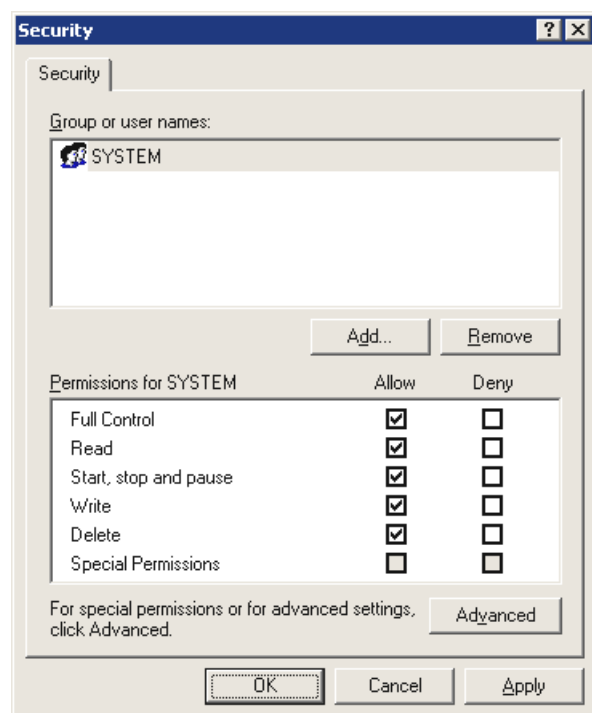 Security
Security
Group or user names:
SYSTEM
Add... Remove
Permissions for SYSTEM Allow Deny
Full Control
Read
Start, stop and pause
Write
Delete
Special Permissions
For special permissions or for advanced settings,
click Advanced.
Advanced
OK Cancel Apply